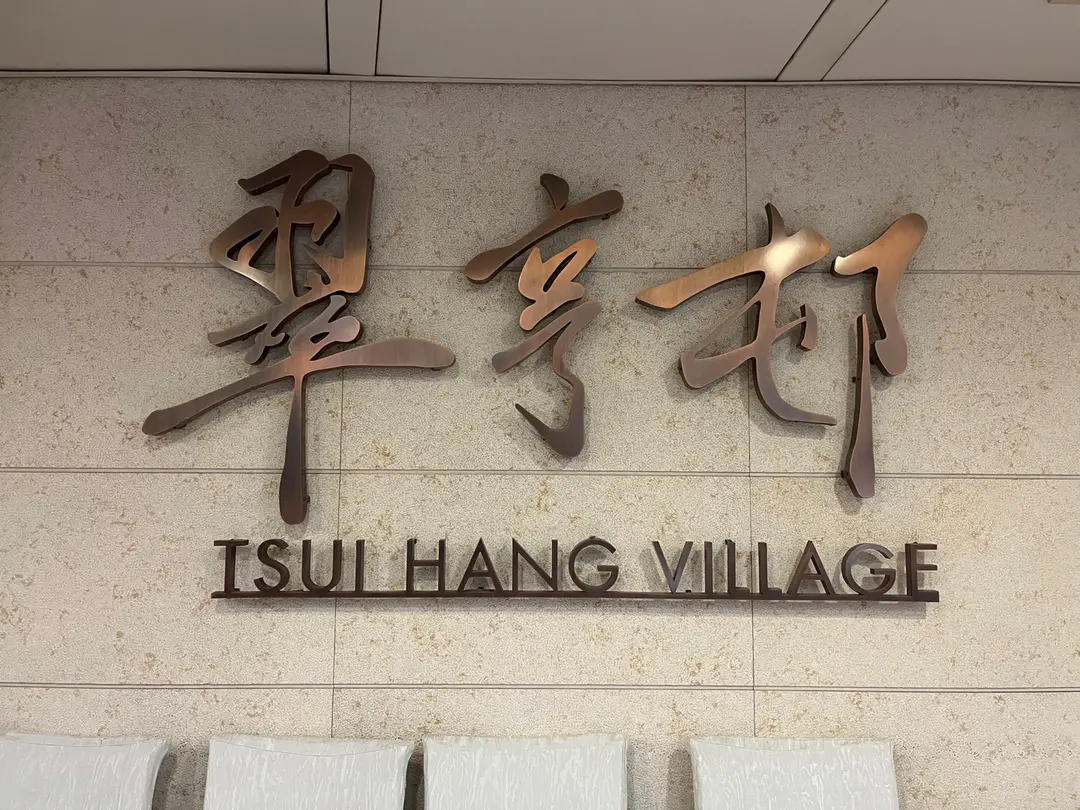 翠亨邨
TSUI HANG VILLAGE